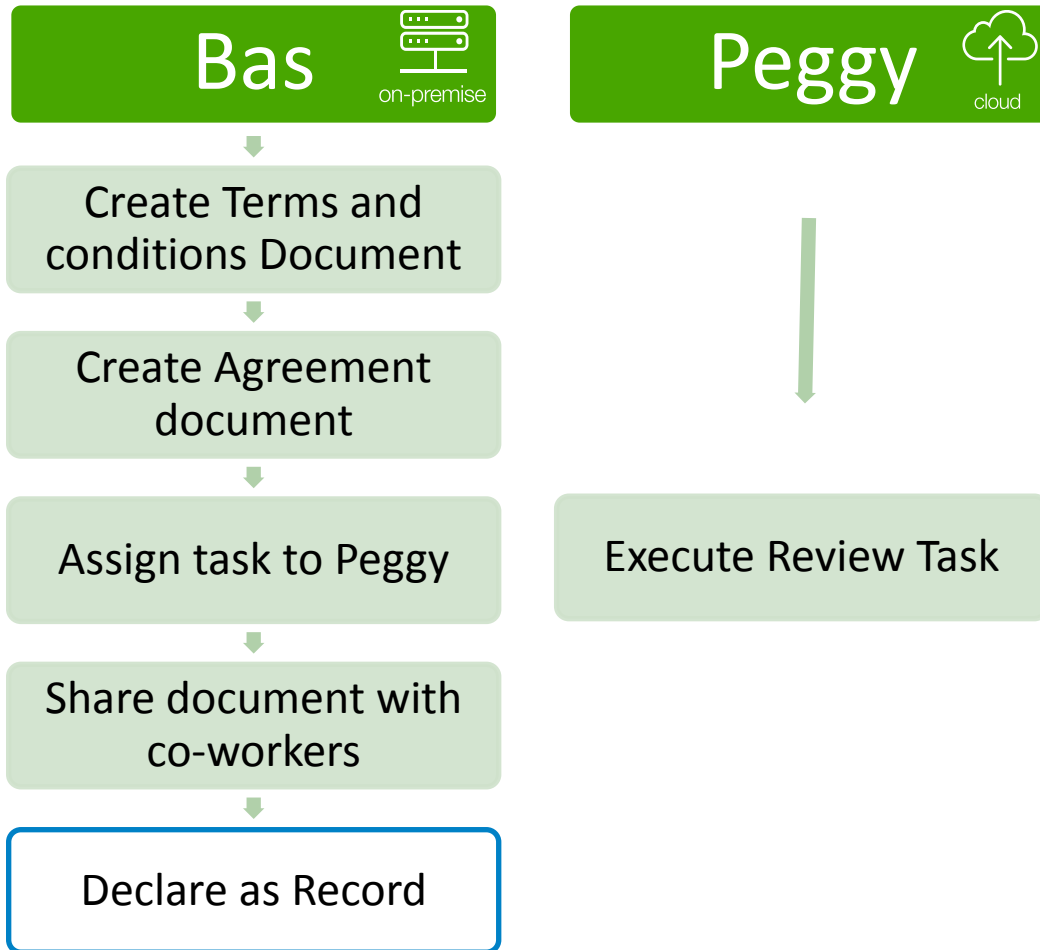 Bas
on-premise
Create Terms and
conditions Document
Create Agreement
document
Assign task to Peggy
Share document with
co-workers
Declare as Record
Peggy
cloud
Execute Review Task